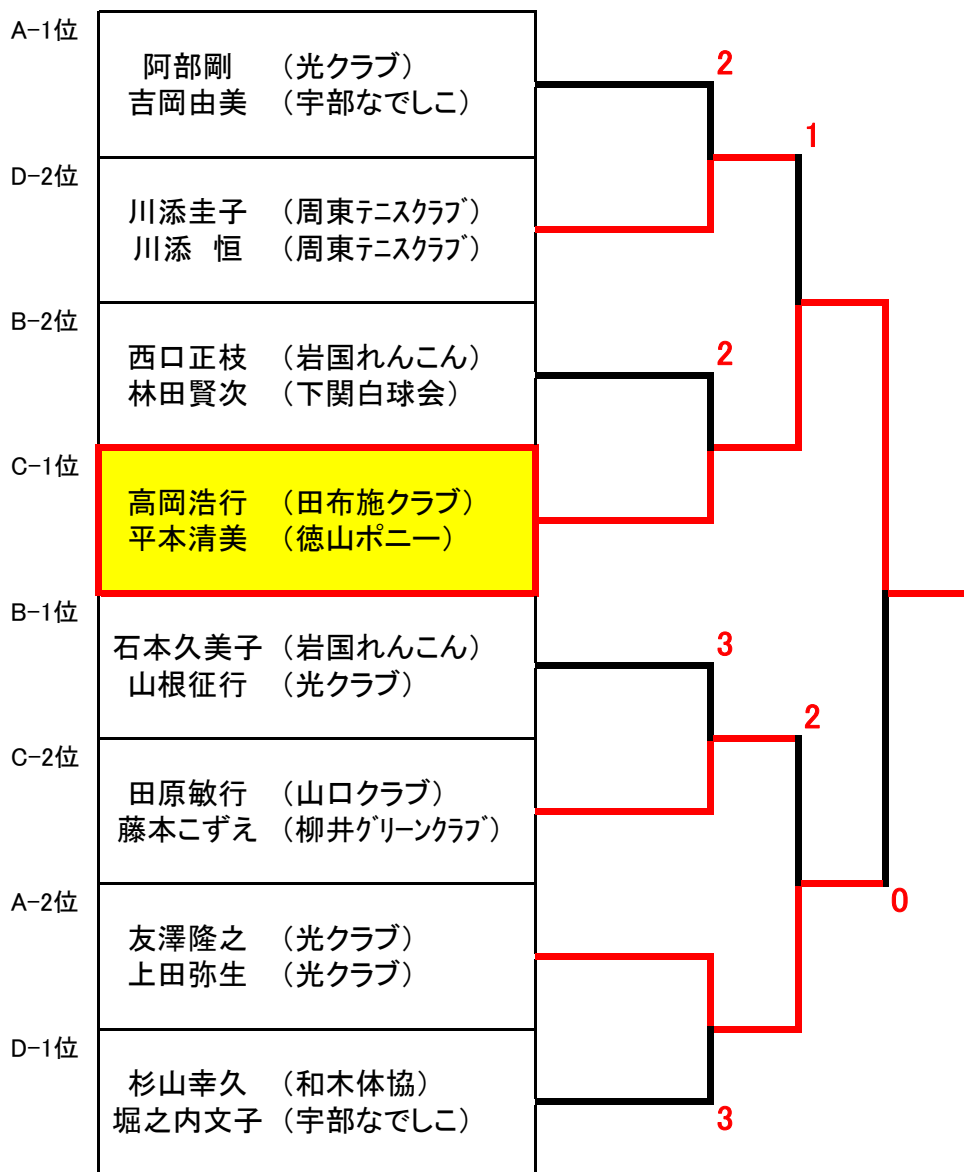 A-1位
阿部剛 （光クラブ） 2
吉岡由美 （宇部なでしこ）
1
D-2位
川添圭子 （周東ﾃﾆｽｸﾗﾌﾞ）
川添 恒 （周東ﾃﾆｽｸﾗﾌﾞ）
B-2位
西口正枝 （岩国れんこん） 2
林田賢次 （下関白球会）
C-1位
高岡浩行 （田布施クラブ）
平本清美 （徳山ポニー）
B-1位
石本久美子 （岩国れんこん） 3
山根征行 （光クラブ）
2
C-2位
田原敏行 （山口クラブ）
藤本こずえ （柳井ｸﾞﾘｰﾝｸﾗﾌﾞ）
A-2位
0
友澤隆之 （光クラブ）
上田弥生 （光クラブ）
D-1位
杉山幸久 （和木体協）
堀之内文子 （宇部なでしこ） 3